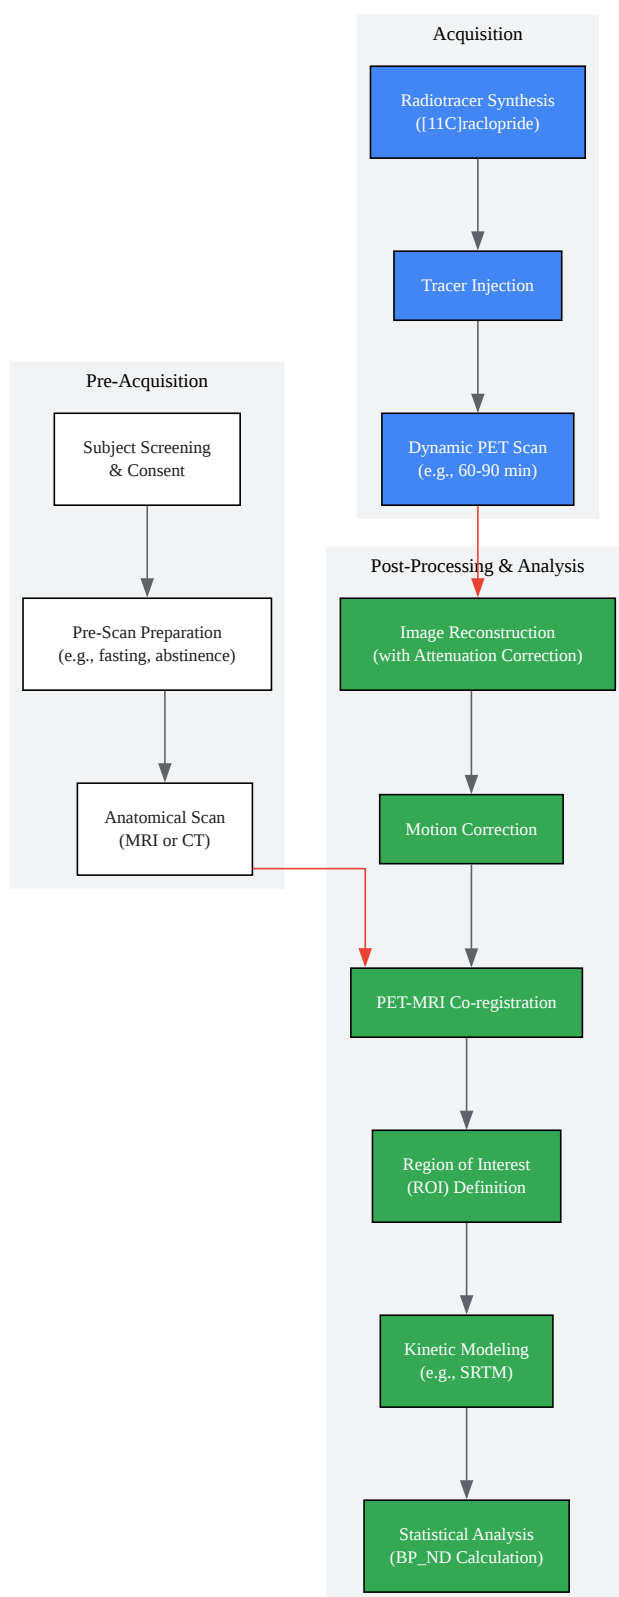 Acquisition
Radiotracer Synthesis
([11C]raclopride)
Tracer Injection
Dynamic PET Scan
(e.g., 60-90 min)
Pre-Acquisition
Subject Screening
& Consent
Pre-Scan Preparation
(e.g., fasting, abstinence)
Anatomical Scan
(MRI or CT)
Post-Processing & Analysis
Image Reconstruction
(with Attenuation Correction)
Motion Correction
PET-MRI Co-registration
Region of Interest
(ROI) Definition
Kinetic Modeling
(e.g., SRTM)
Statistical Analysis
(BP_ND Calculation)